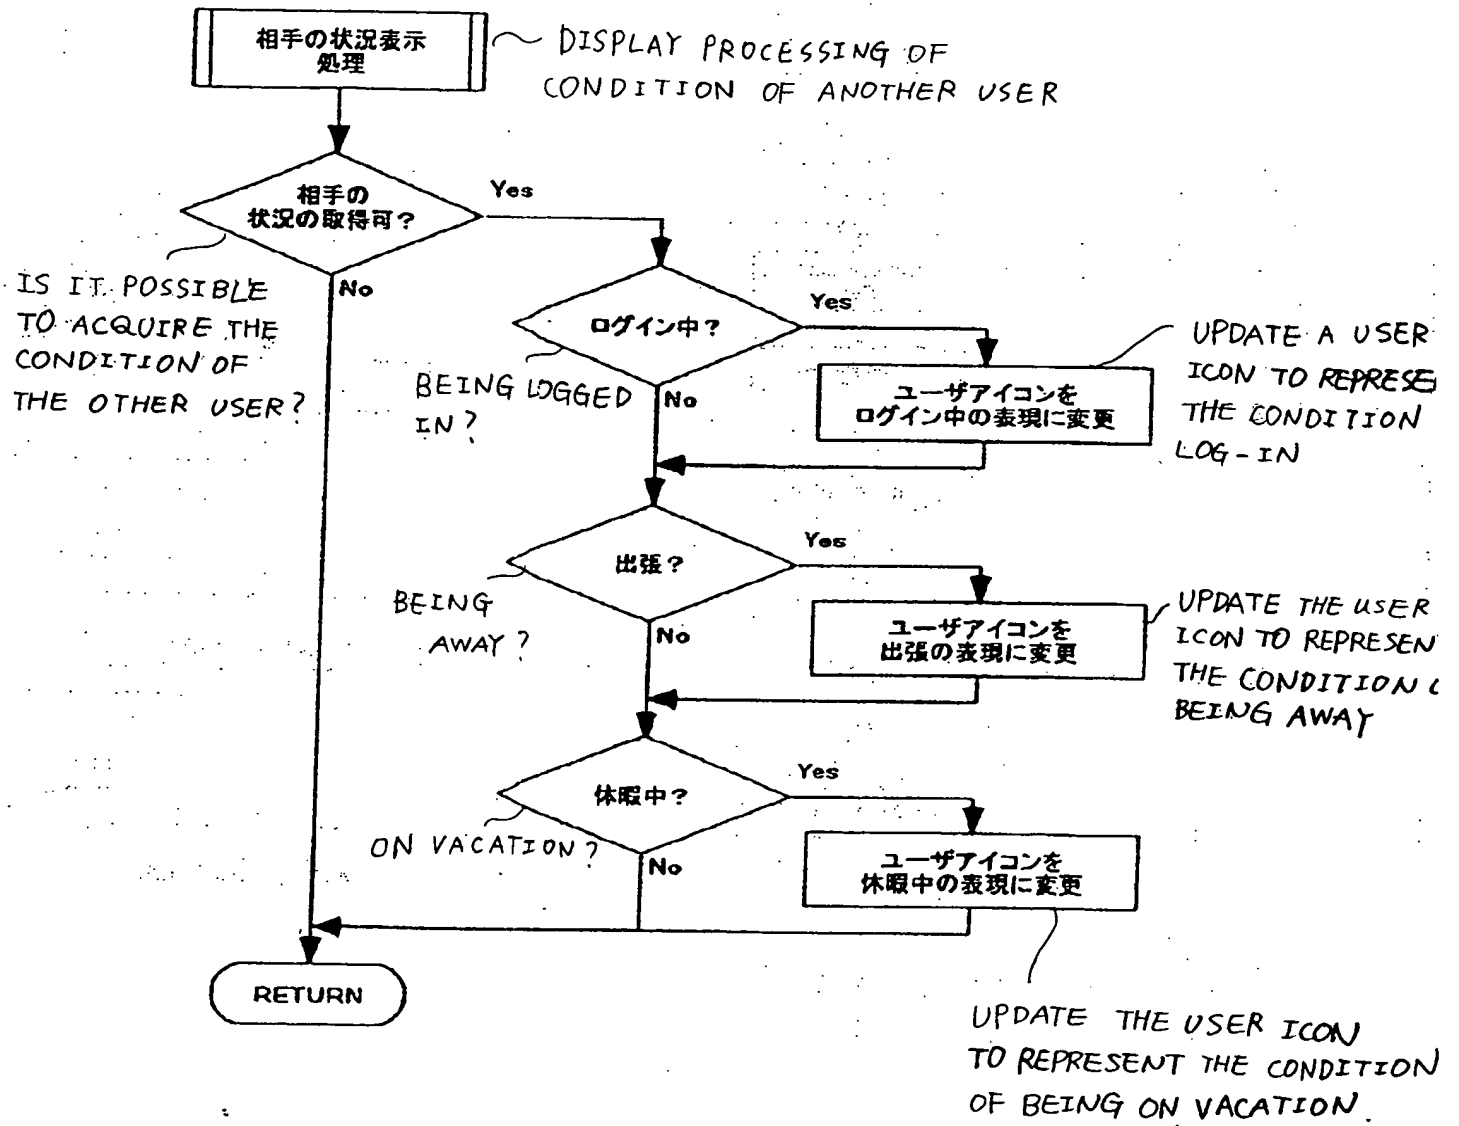 相手の状況表示
処理
DISPLAY PROCESSING OF
CONDITION OF ANOTHER USER
相手の
状況の取得可?
Yes
No
IS IT POSSIBLE
TO ACQUIRE THE
CONDITION OF
THE OTHER USER?
ログイン中?
Yes
No
BEING LOGGED
IN?
ユーザアイコンを
ログイン中の表現に変更
UPDATE A USER
ICON TO REPRESE
THE CONDITION
LOG-IN
出張?
Yes
No
BEING
AWAY?
ユーザアイコンを
出張の表現に変更
UPDATE THE USER
ICON TO REPRESEN
THE CONDITION
BEING AWAY
休暇中?
Yes
No
ON VACATION?
ユーザアイコンを
休暇中の表現に変更
RETURN
UPDATE THE USER ICON
TO REPRESENT THE CONDITION
OF BEING ON VACATION.